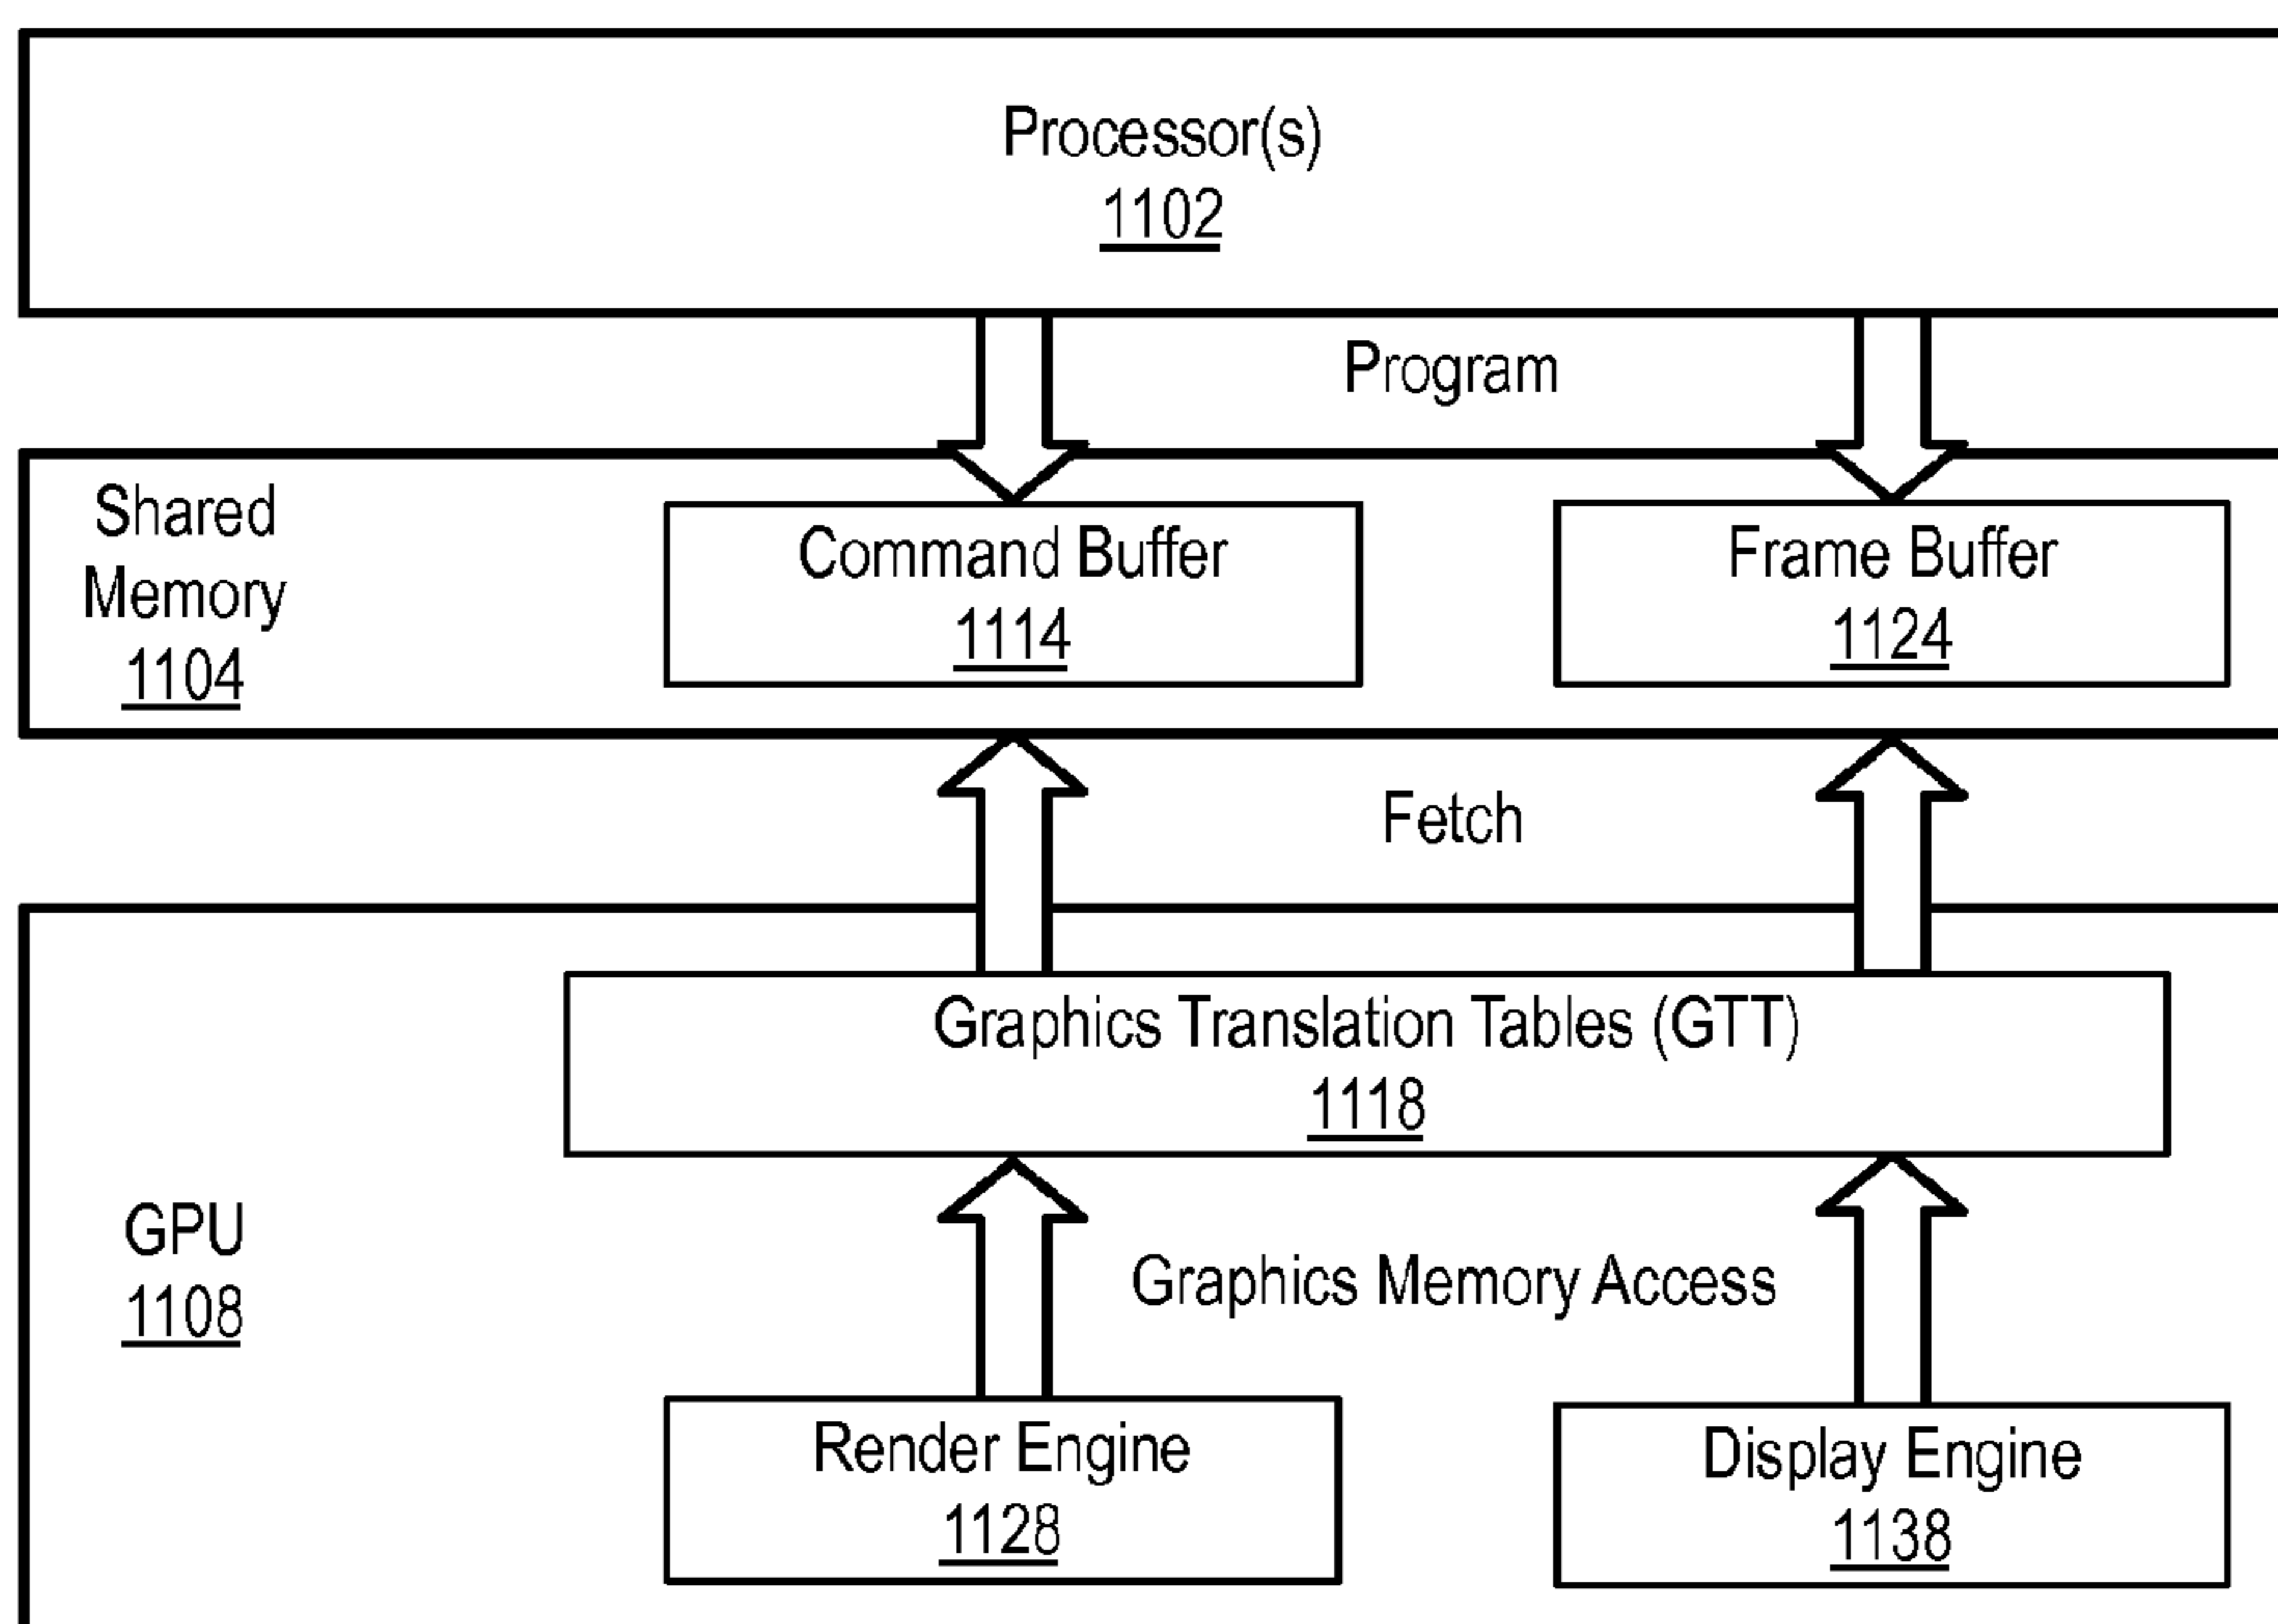 Processor(s)
1102
Program
Shared
Memory
1104
Command Buffer
1114
Frame Buffer
1124
Fetch
Graphics Translation Tables (GTT)
1118
GPU
1108
Graphics Memory Access
Render Engine
1128
Display Engine
1138